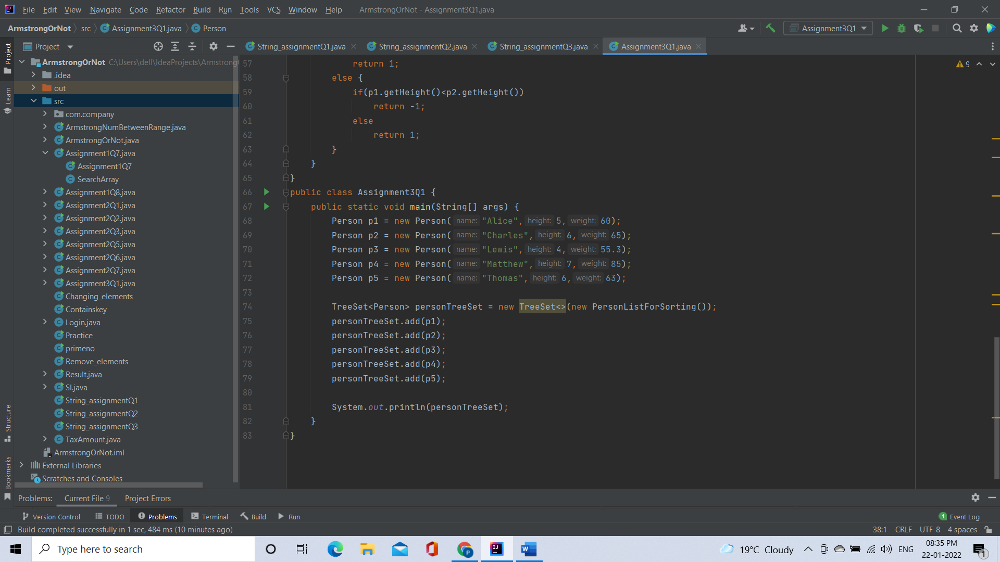 File Edit View Navigate Code Refactor Build Run Tools VCS Window Help ArmstrongOrNot - Assignment3Q1.java
ArmstrongOrNot src Assignment3Q1.java Person Assignment3Q1
Project
String_assignmentQ1.java String_assignmentQ2.java String_assignmentQ3.java Assignment3Q1.java
Project
Learn
Structure
Bookmarks
ArmstrongOrNot C:\Users\dell\IdeaProjects\Armstrong
.idea
out
src
com.company
ArmstrongNumBetweenRange.java
ArmstrongOrNot.java
Assignment1Q7.java
Assignment1Q7
SearchArray
Assignment1Q8.java
Assignment2Q1.java
Assignment2Q2.java
Assignment2Q3.java
Assignment2Q5.java
Assignment2Q6.java
Assignment2Q7.java
Assignment3Q1.java
Changing_elements
Containskey
Login.java
Practice
primeno
Remove_elements
Result.java
SI.java
String_assignmentQ1
String_assignmentQ2
String_assignmentQ3
TaxAmount.java
ArmstrongOrNot.iml
External Libraries
Scratches and Consoles
9
57 return 1;
58 else {
59 if(p1.getHeight()<p2.getHeight())
60 return -1;
61 else
62 return 1;
63 }
64 }
65 }
66 public class Assignment3Q1 {
67 public static void main(String[] args) {
68 Person p1 = new Person( name: "Alice", height: 5, weight: 60);
69 Person p2 = new Person( name: "Charles", height: 6, weight: 65);
70 Person p3 = new Person( name: "Lewis", height: 4, weight: 55.3);
71 Person p4 = new Person( name: "Matthew", height: 7, weight: 85);
72 Person p5 = new Person( name: "Thomas", height: 6, weight: 63);
73
74 TreeSet<Person> personTreeSet = new TreeSet<>(new PersonListForSorting());
75 personTreeSet.add(p1);
76 personTreeSet.add(p2);
77 personTreeSet.add(p3);
78 personTreeSet.add(p4);
79 personTreeSet.add(p5);
80
81 System.out.println(personTreeSet);
82 }
83 }
Problems: Current File 9 Project Errors
Version Control TODO Problems Terminal Build Run 1 Event Log
Build completed successfully in 1 sec, 484 ms (10 minutes ago) 38:1 CRLF UTF-8 4 spaces
Type here to search 19°C Cloudy ENG 08:35 PM
22-01-2022 1